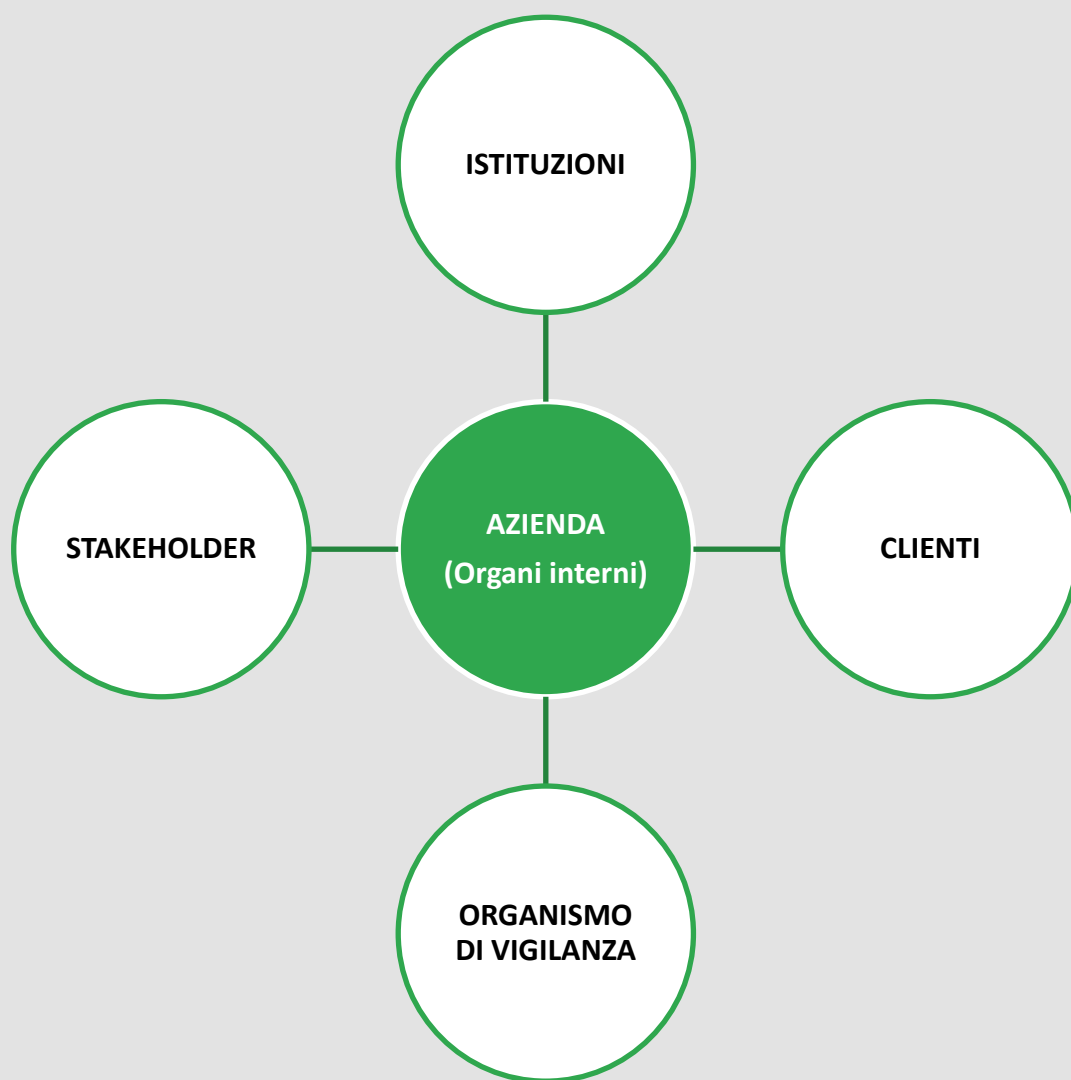 ISTITUZIONI
STAKEHOLDER
AZIENDA
(Organi interni)
CLIENTI
ORGANISMO
DI VIGILANZA